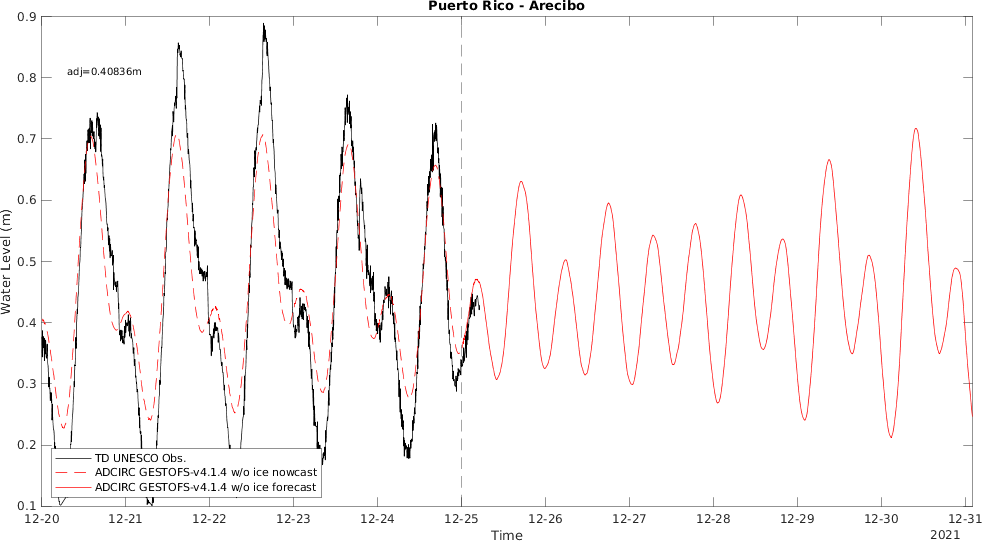 Puerto Rico - Arecibo
0.9
0.8
0.7
0.6
0.5
0.4
0.3
0.2
0.1
Water Level (m)
adj=0.40836m
TD UNESCO Obs.
ADCIRC GESTOFS-v4.1.4 w/o ice nowcast
ADCIRC GESTOFS-v4.1.4 w/o ice forecast
12-20 12-21 12-22 12-23 12-24 12-25 12-26 12-27 12-28 12-29 12-30 12-31
Time
2021